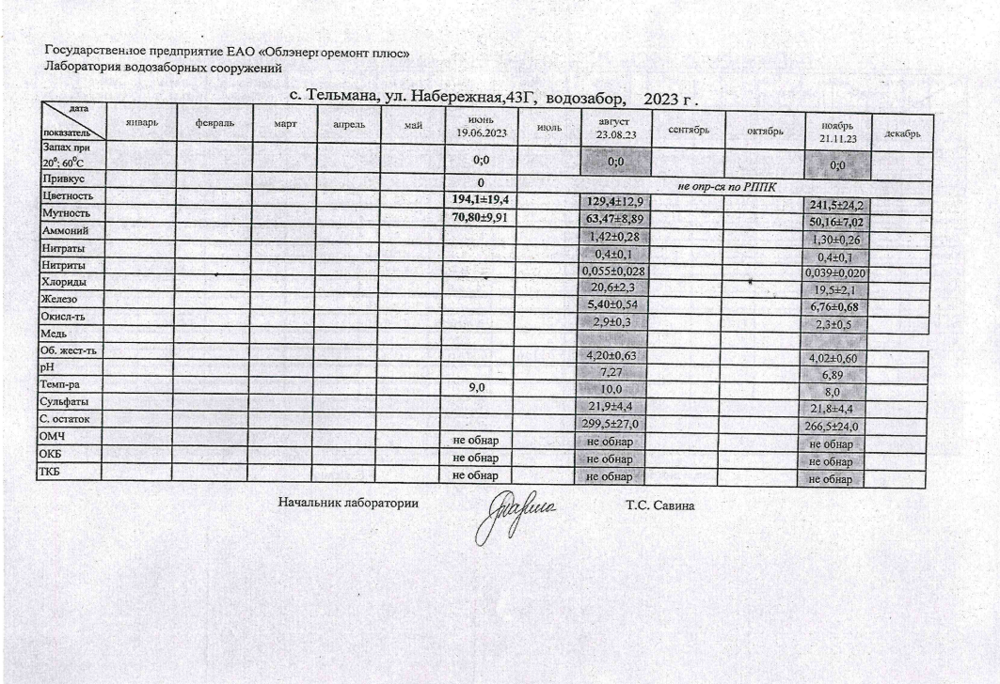 Государственное предприятие ЕАО «Облэнергоремонт плюс»
Лаборатория водозаборных сооружений
с. Тельмана, ул. Набережная,43Г, водозабор, 2023 г .
дата
показатель
январь февраль март апрель май июнь 19.06.2023 июль август 23.08.23 сентябрь октябрь ноябрь 21.11.23 декабрь
Запах при 20⁰; 60⁰С 0;0 0;0 0;0
Привкус 0 не опр-ся по РППК
Цветность 194,1±19,4 129,4±12,9 241,5±24,2
Мутность 70,80±9,91 63,47±8,89 50,16±7,02
Аммоний 1,42±0,28 1,30±0,26
Нитраты 0,4±0,1 0,4±0,1
Нитриты 0,055±0,028 0,039±0,020
Хлориды 20,6±2,3 19,5±2,1
Железо 5,40±0,54 6,76±0,68
Окисл-ть 2,9±0,3 2,3±0,5
Медь
Об. жест-ть 4,20±0,63 4,02±0,60
рН 7,27 6,89
Темп-ра 9,0 10,0 8,0
Сульфаты 21,9±4,4 21,8±4,4
С. остаток 299,5±27,0 266,5±24,0
ОМЧ не обнар не обнар не обнар
ОКБ не обнар не обнар не обнар
ТКБ не обнар не обнар не обнар
Начальник лаборатории Т.С. Савина